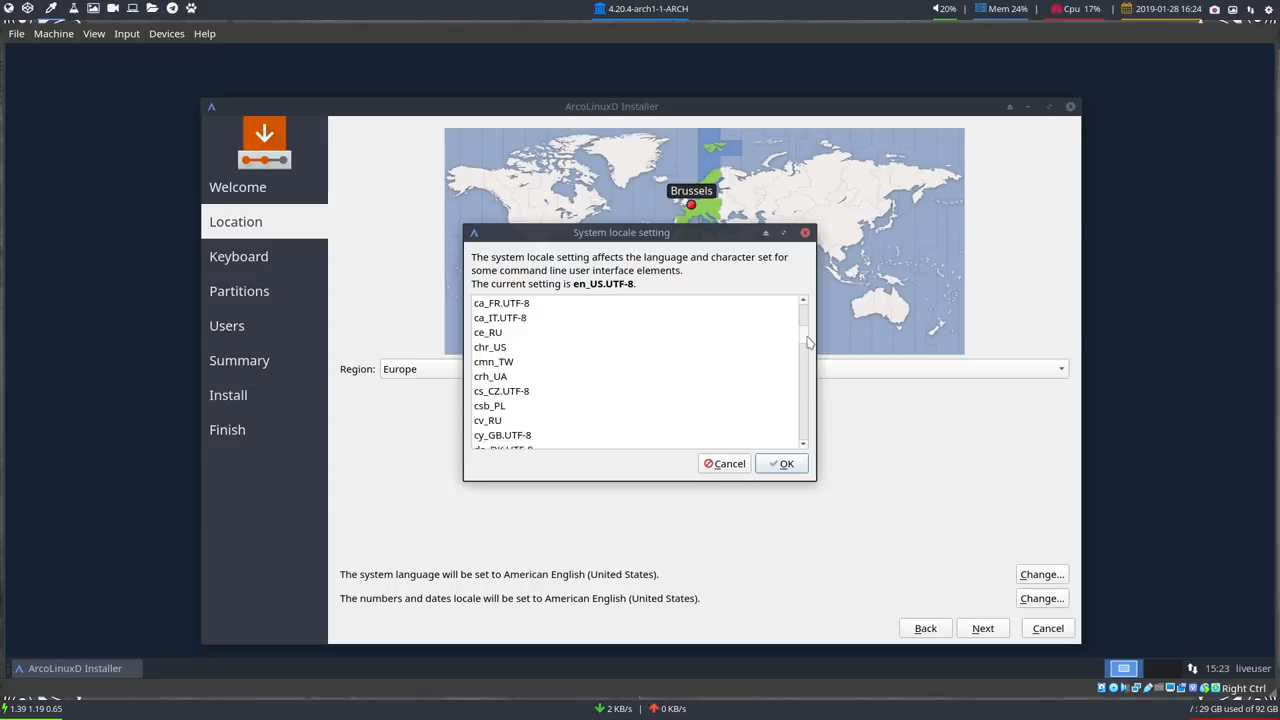 4.20.4-arch1-1-ARCH
20%
Mem 24%
Cpu 17%
2019-01-28 16:24
File Machine View Input Devices Help
ArcoLinuxD Installer
Welcome
Location
Keyboard
Partitions
Users
Summary
Install
Finish
Brussels
System locale setting
The system locale setting affects the language and character set for
some command line user interface elements.
The current setting is en_US.UTF-8.
ca_FR.UTF-8
ca_IT.UTF-8
ce_RU
chr_US
cmn_TW
crh_UA
cs_CZ.UTF-8
csb_PL
cv_RU
cy_GB.UTF-8
da_DK.UTF-8
Cancel
OK
Region: Europe
The system language will be set to American English (United States).
Change...
The numbers and dates locale will be set to American English (United States).
Change...
Back
Next
Cancel
ArcoLinuxD Installer
15:23 liveuser
Right Ctrl
1.39 1.19 0.65
2 KB/s
0 KB/s
/: 29 GB used of 92 GB